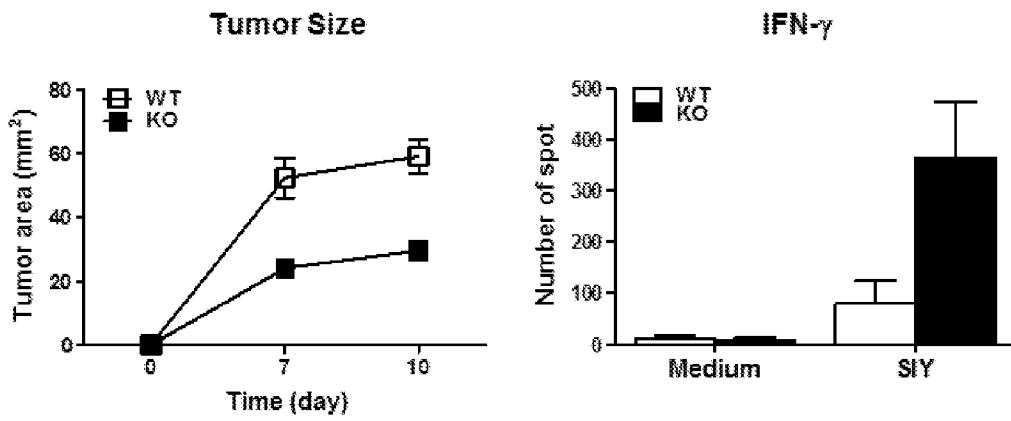 Tumor Size
Tumor area (mm²)
80
60
40
20
0
WT
KO
0 7 10
Time (day)
IFN-γ
Number of spot
500
400
300
200
100
0
WT
KO
Medium SIY